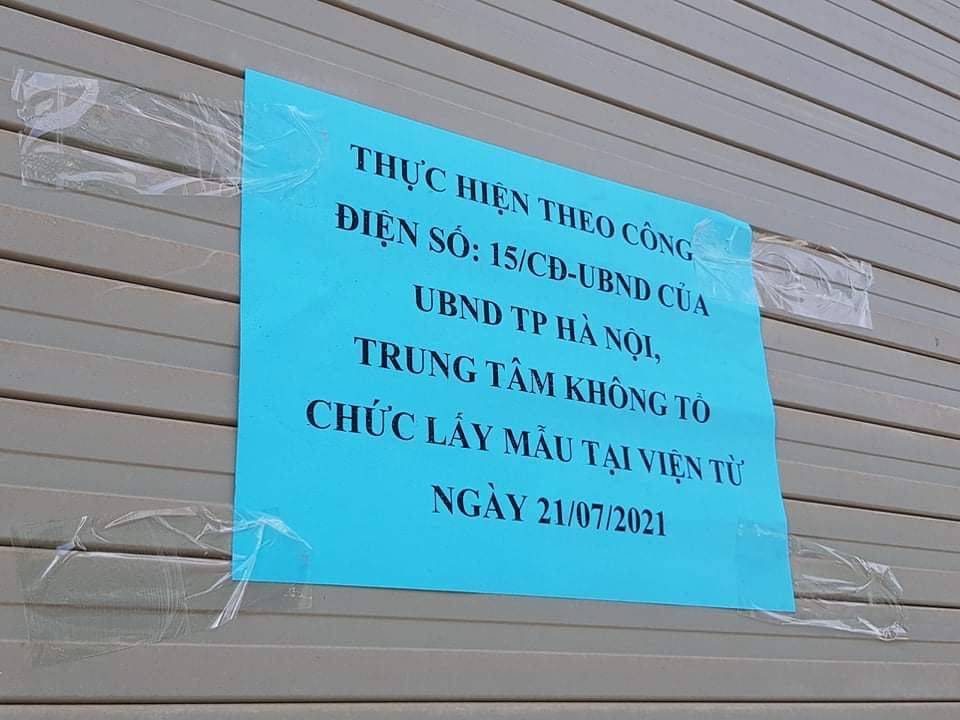 THỰC HIỆN THEO CÔNG
ĐIỆN SỐ: 15/CĐ-UBND CỦA
UBND TP HÀ NỘI,
TRUNG TÂM KHÔNG TỔ
CHỨC LẤY MẪU TẠI VIỆN TỪ
NGÀY 21/07/2021